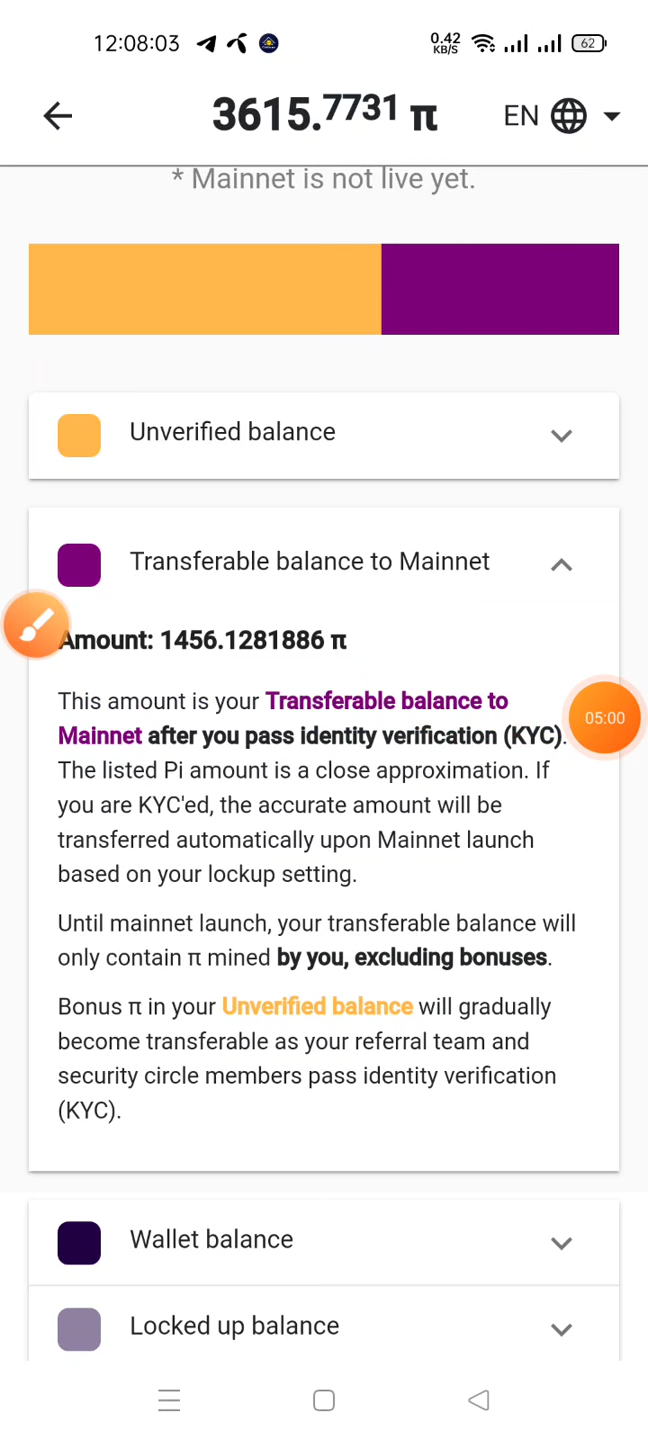 12:08:03
0.42 KB/S
62
3615.7731 π
EN
* Mainnet is not live yet.
Unverified balance
Transferable balance to Mainnet
Amount: 1456.1281886 π
This amount is your Transferable balance to
Mainnet after you pass identity verification (KYC).
The listed Pi amount is a close approximation. If
you are KYC'ed, the accurate amount will be
transferred automatically upon Mainnet launch
based on your lockup setting.
Until mainnet launch, your transferable balance will
only contain π mined by you, excluding bonuses.
Bonus π in your Unverified balance will gradually
become transferable as your referral team and
security circle members pass identity verification
(KYC).
05:00
Wallet balance
Locked up balance